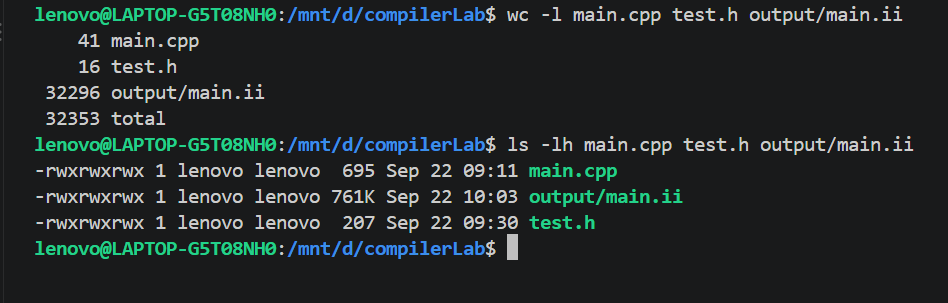 lenovo@LAPTOP-G5T08NH0:/mnt/d/compilerLab$ wc -l main.cpp test.h output/main.ii
    41 main.cpp
    16 test.h
 32296 output/main.ii
 32353 total
lenovo@LAPTOP-G5T08NH0:/mnt/d/compilerLab$ ls -lh main.cpp test.h output/main.ii
-rwxrwxrwx 1 lenovo lenovo  695 Sep 22 09:11 main.cpp
-rwxrwxrwx 1 lenovo lenovo 761K Sep 22 10:03 output/main.ii
-rwxrwxrwx 1 lenovo lenovo  207 Sep 22 09:30 test.h
lenovo@LAPTOP-G5T08NH0:/mnt/d/compilerLab$